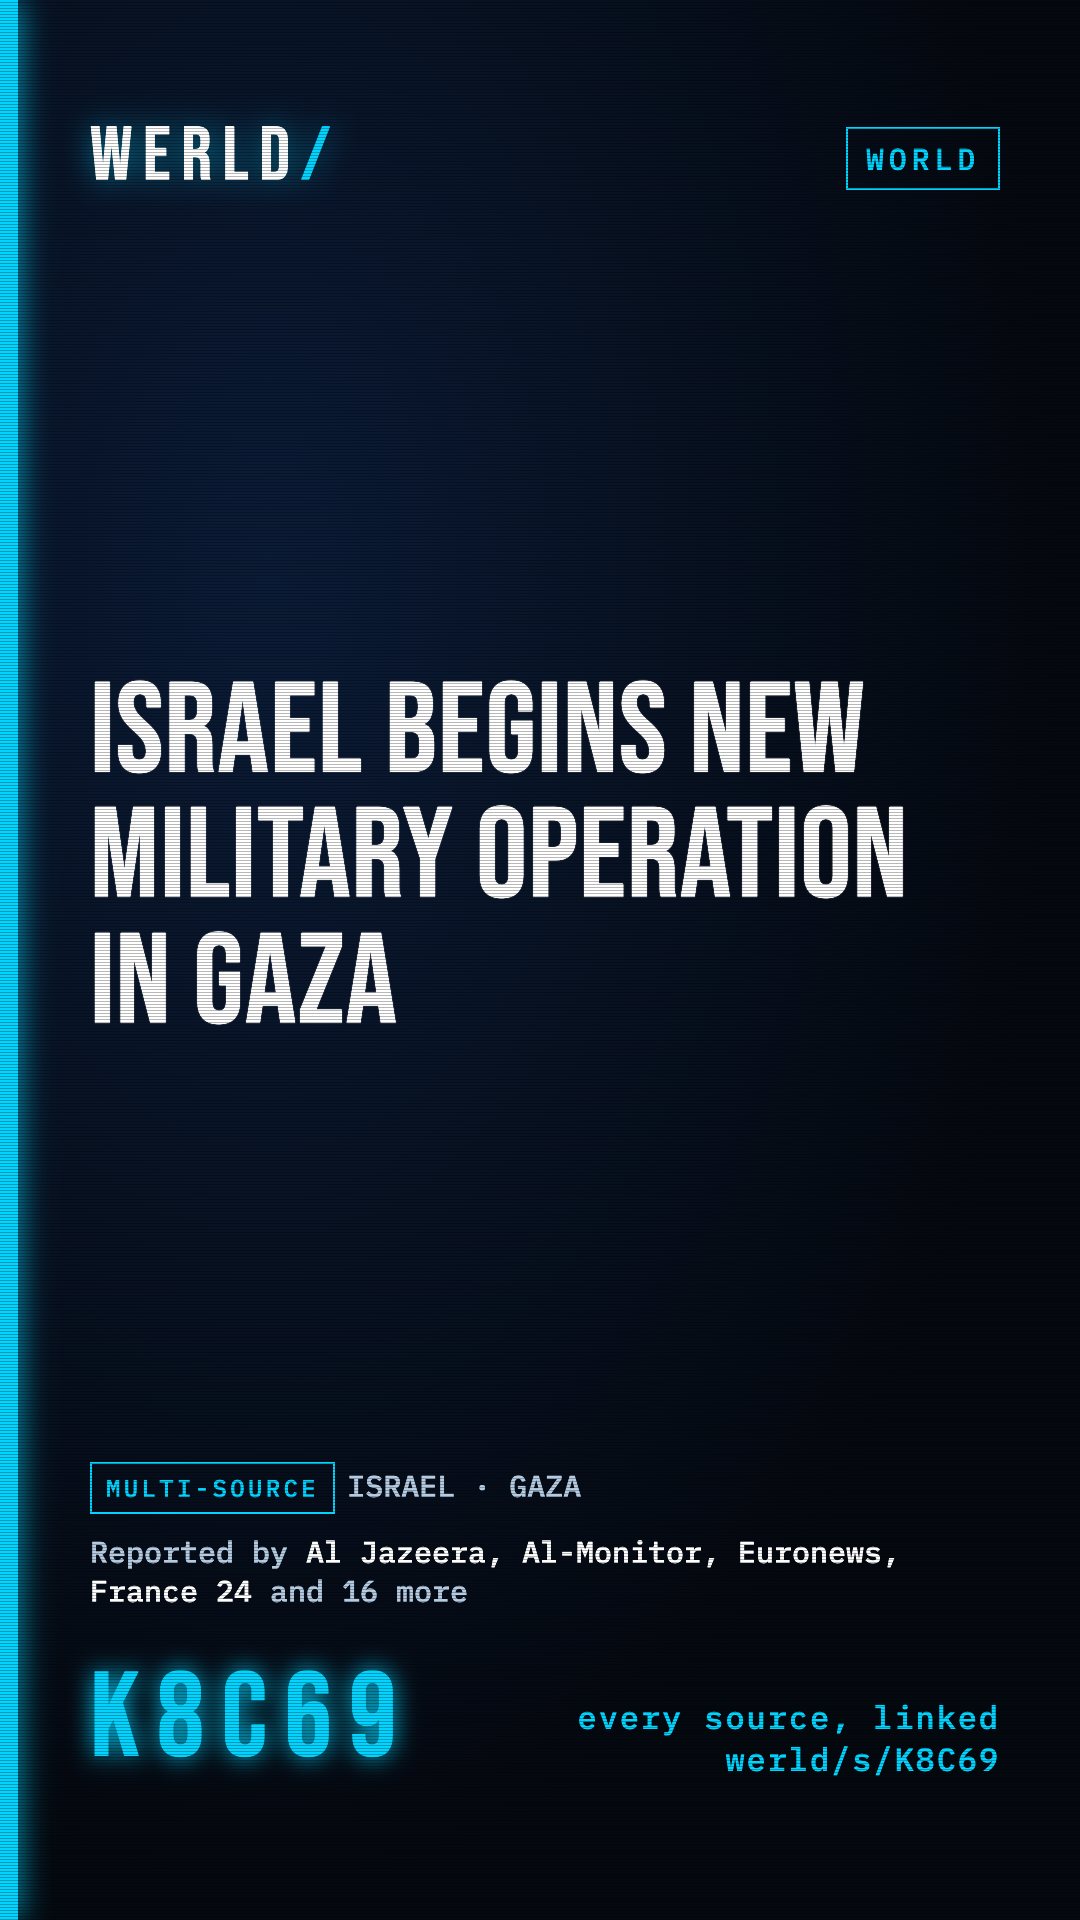 WERLD/
WORLD
ISRAEL BEGINS NEW
MILITARY OPERATION
IN GAZA
MULTI-SOURCE ISRAEL · GAZA
Reported by Al Jazeera, Al-Monitor, Euronews,
France 24 and 16 more
K8C69
every source, linked
werld/s/K8C69